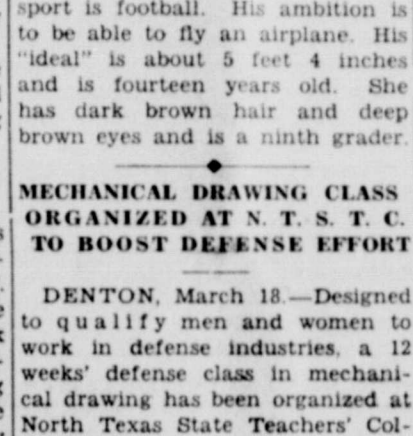 sport is football. His ambition is
to be able to fly an airplane. His
"ideal" is about 5 feet 4 inches
and is fourteen years old. She
has dark brown hair and deep
brown eyes and is a ninth grader.
MECHANICAL DRAWING CLASS
ORGANIZED AT N. T. S. T. C.
TO BOOST DEFENSE EFFORT
DENTON, March 18.—Designed
to qualify men and women to
work in defense industries, a 12
weeks' defense class in mechani-
cal drawing has been organized at
North Texas State Teachers' Col-